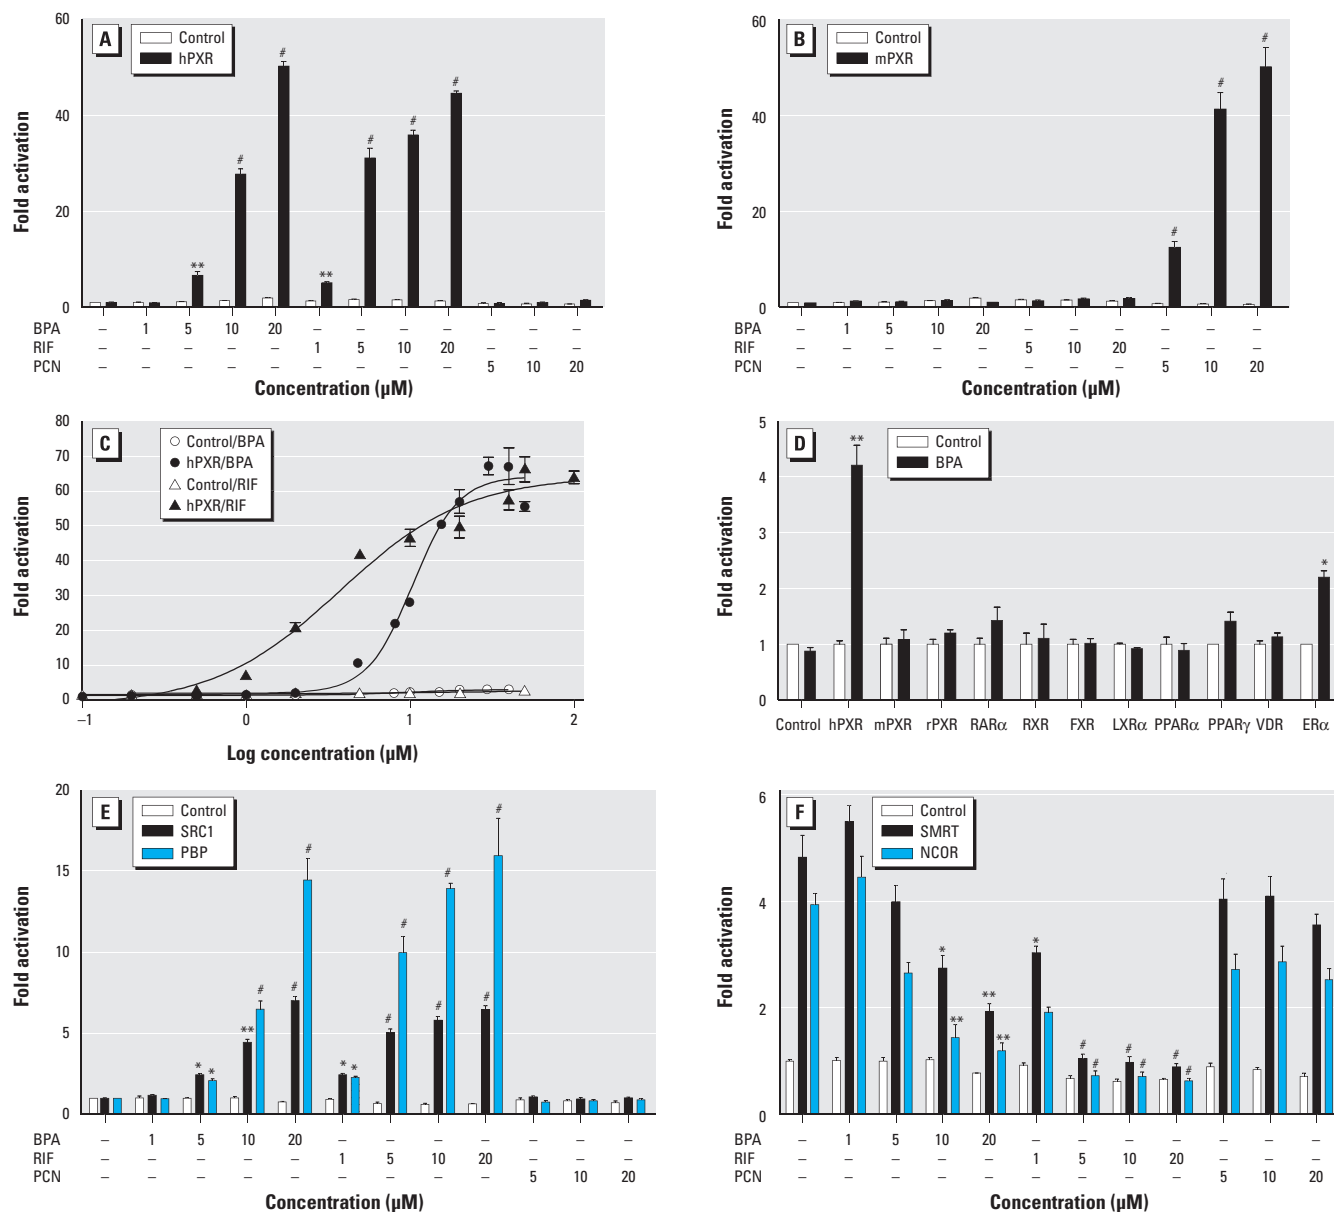 A
Control
hPXR
Fold activation
60
40
20
0
** # # ** # # #
BPA – 1 5 10 20 – – – – – – –
RIF – – – – – 1 5 10 20 – – –
PCN – – – – – – – – – 5 10 20
Concentration (µM)
B
Control
mPXR
Fold activation
60
40
20
0
# # #
BPA – 1 5 10 20 – – – – – –
RIF – – – – – 5 10 20 – – –
PCN – – – – – – – – 5 10 20
Concentration (µM)
C
Control/BPA
hPXR/BPA
Control/RIF
hPXR/RIF
Fold activation
80
70
60
50
40
30
20
10
0
–1 0 1 2
Log concentration (µM)
D
Control
BPA
Fold activation
5
4
3
2
1
0
** *
Control hPXR mPXR rPXR RARα RXR FXR LXRα PPARα PPARγ VDR ERα
E
Control
SRC1
PBP
Fold activation
20
15
10
5
0
* * ** # # # * * # # # # # #
BPA – 1 5 10 20 – – – – – – –
RIF – – – – – 1 5 10 20 – – –
PCN – – – – – – – – – 5 10 20
Concentration (µM)
F
Control
SMRT
NCOR
Fold activation
6
4
2
0
* ** ** ** * # # # # # #
BPA – 1 5 10 20 – – – – – – –
RIF – – – – – 1 5 10 20 – – –
PCN – – – – – – – – – 5 10 20
Concentration (µM)